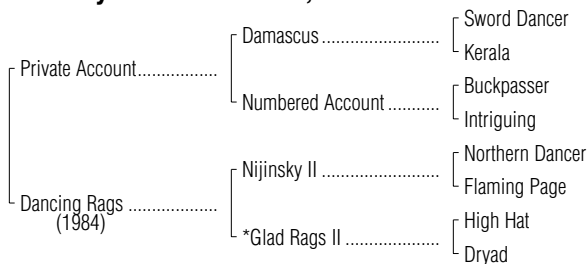 Sword Dancer
Damascus
Kerala
Private Account
Buckpasser
Numbered Account
Intriguing
Northern Dancer
Nijinsky II
Flaming Page
Dancing Rags
(1984)
High Hat
*Glad Rags II
Dryad